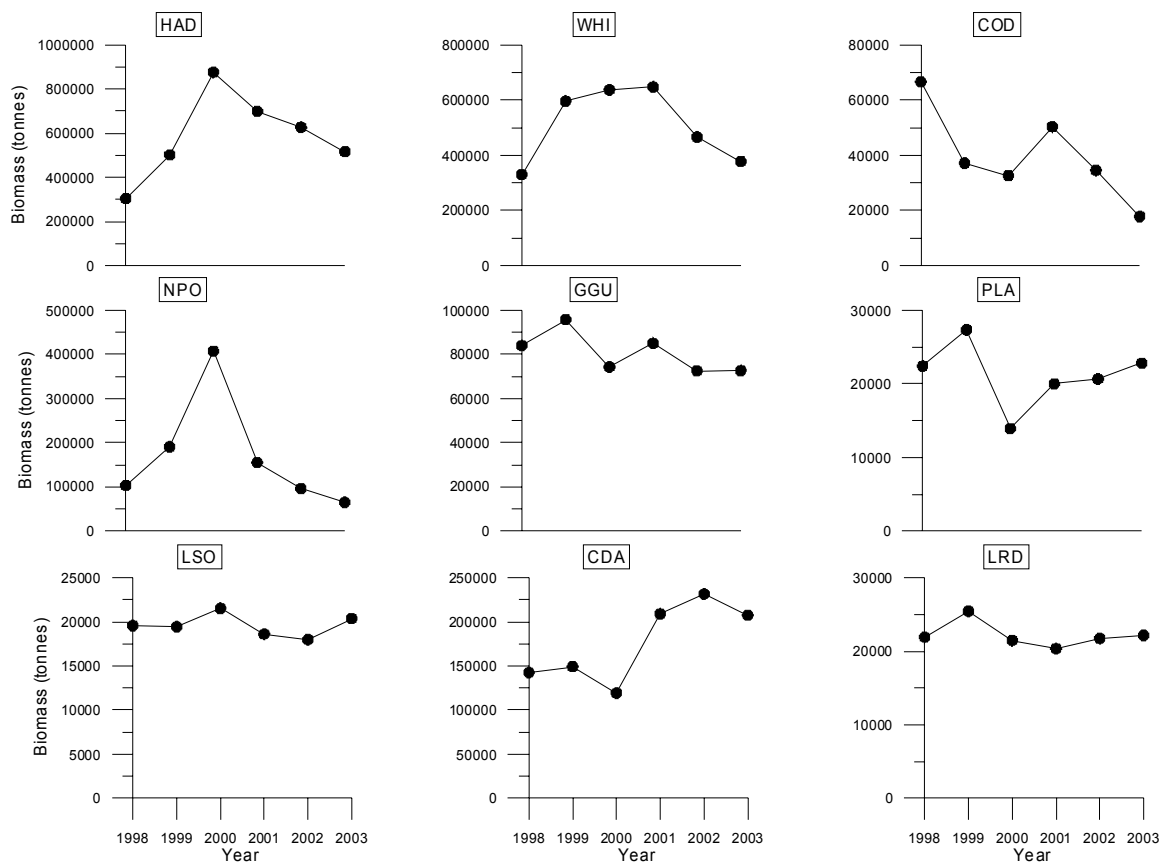 HAD WHI COD
1000000 800000 80000
800000
600000 60000
600000
400000 40000
400000
200000 20000
200000
0 0 0
Biomass (tonnes)
NPO GGU PLA
500000 100000 30000
400000 80000
20000
300000 60000
200000 40000
10000
100000 20000
0 0 0
Biomass (tonnes)
LSO CDA LRD
25000 250000 30000
20000 200000
20000
15000 150000
10000 100000
10000
5000 50000
0 0 0
Biomass (tonnes)
1998 1999 2000 2001 2002 2003 1998 1999 2000 2001 2002 2003 1998 1999 2000 2001 2002 2003
Year Year Year